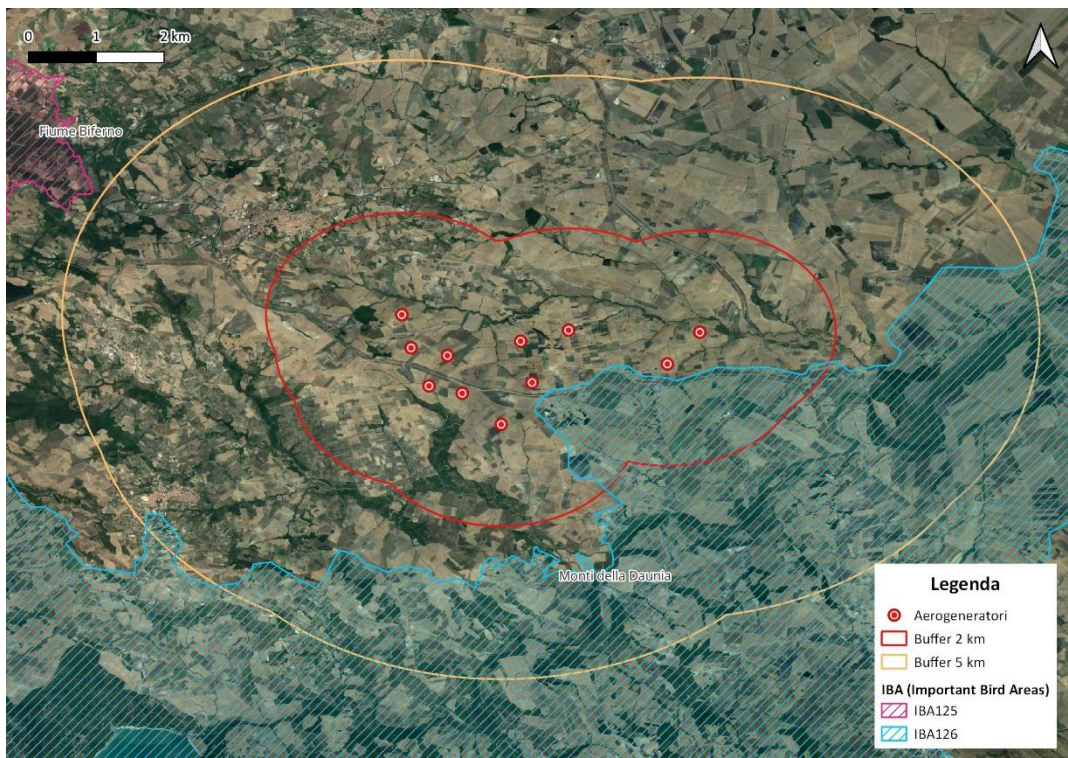 0 1 2 km
Fiume Biferno
Monti della Daunia
Legenda
Aerogeneratori
Buffer 2 km
Buffer 5 km
IBA (Important Bird Areas)
IBA125
IBA126